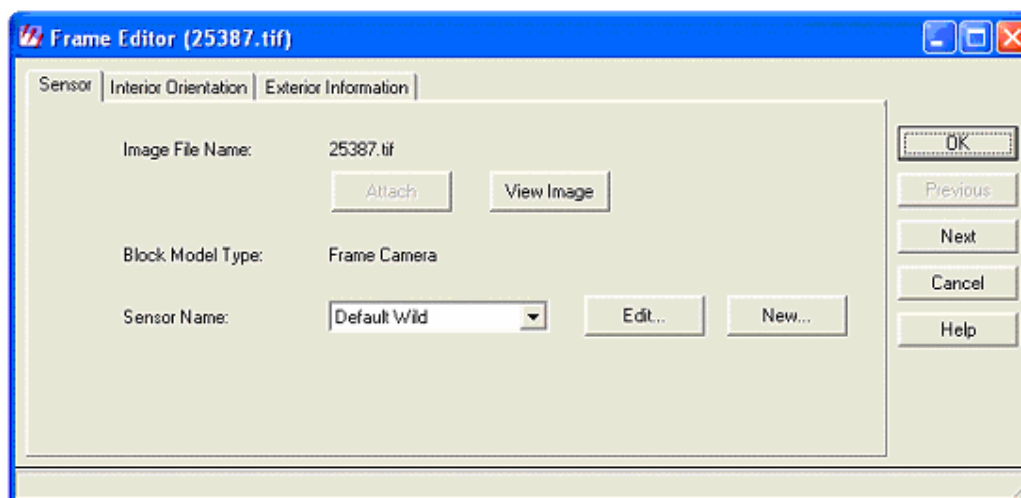 Frame Editor (25387.tif)
Sensor Interior Orientation Exterior Information
Image File Name: 25387.tif
Attach View Image
Block Model Type: Frame Camera
Sensor Name: Default Wild Edit... New...
OK
Previous
Next
Cancel
Help